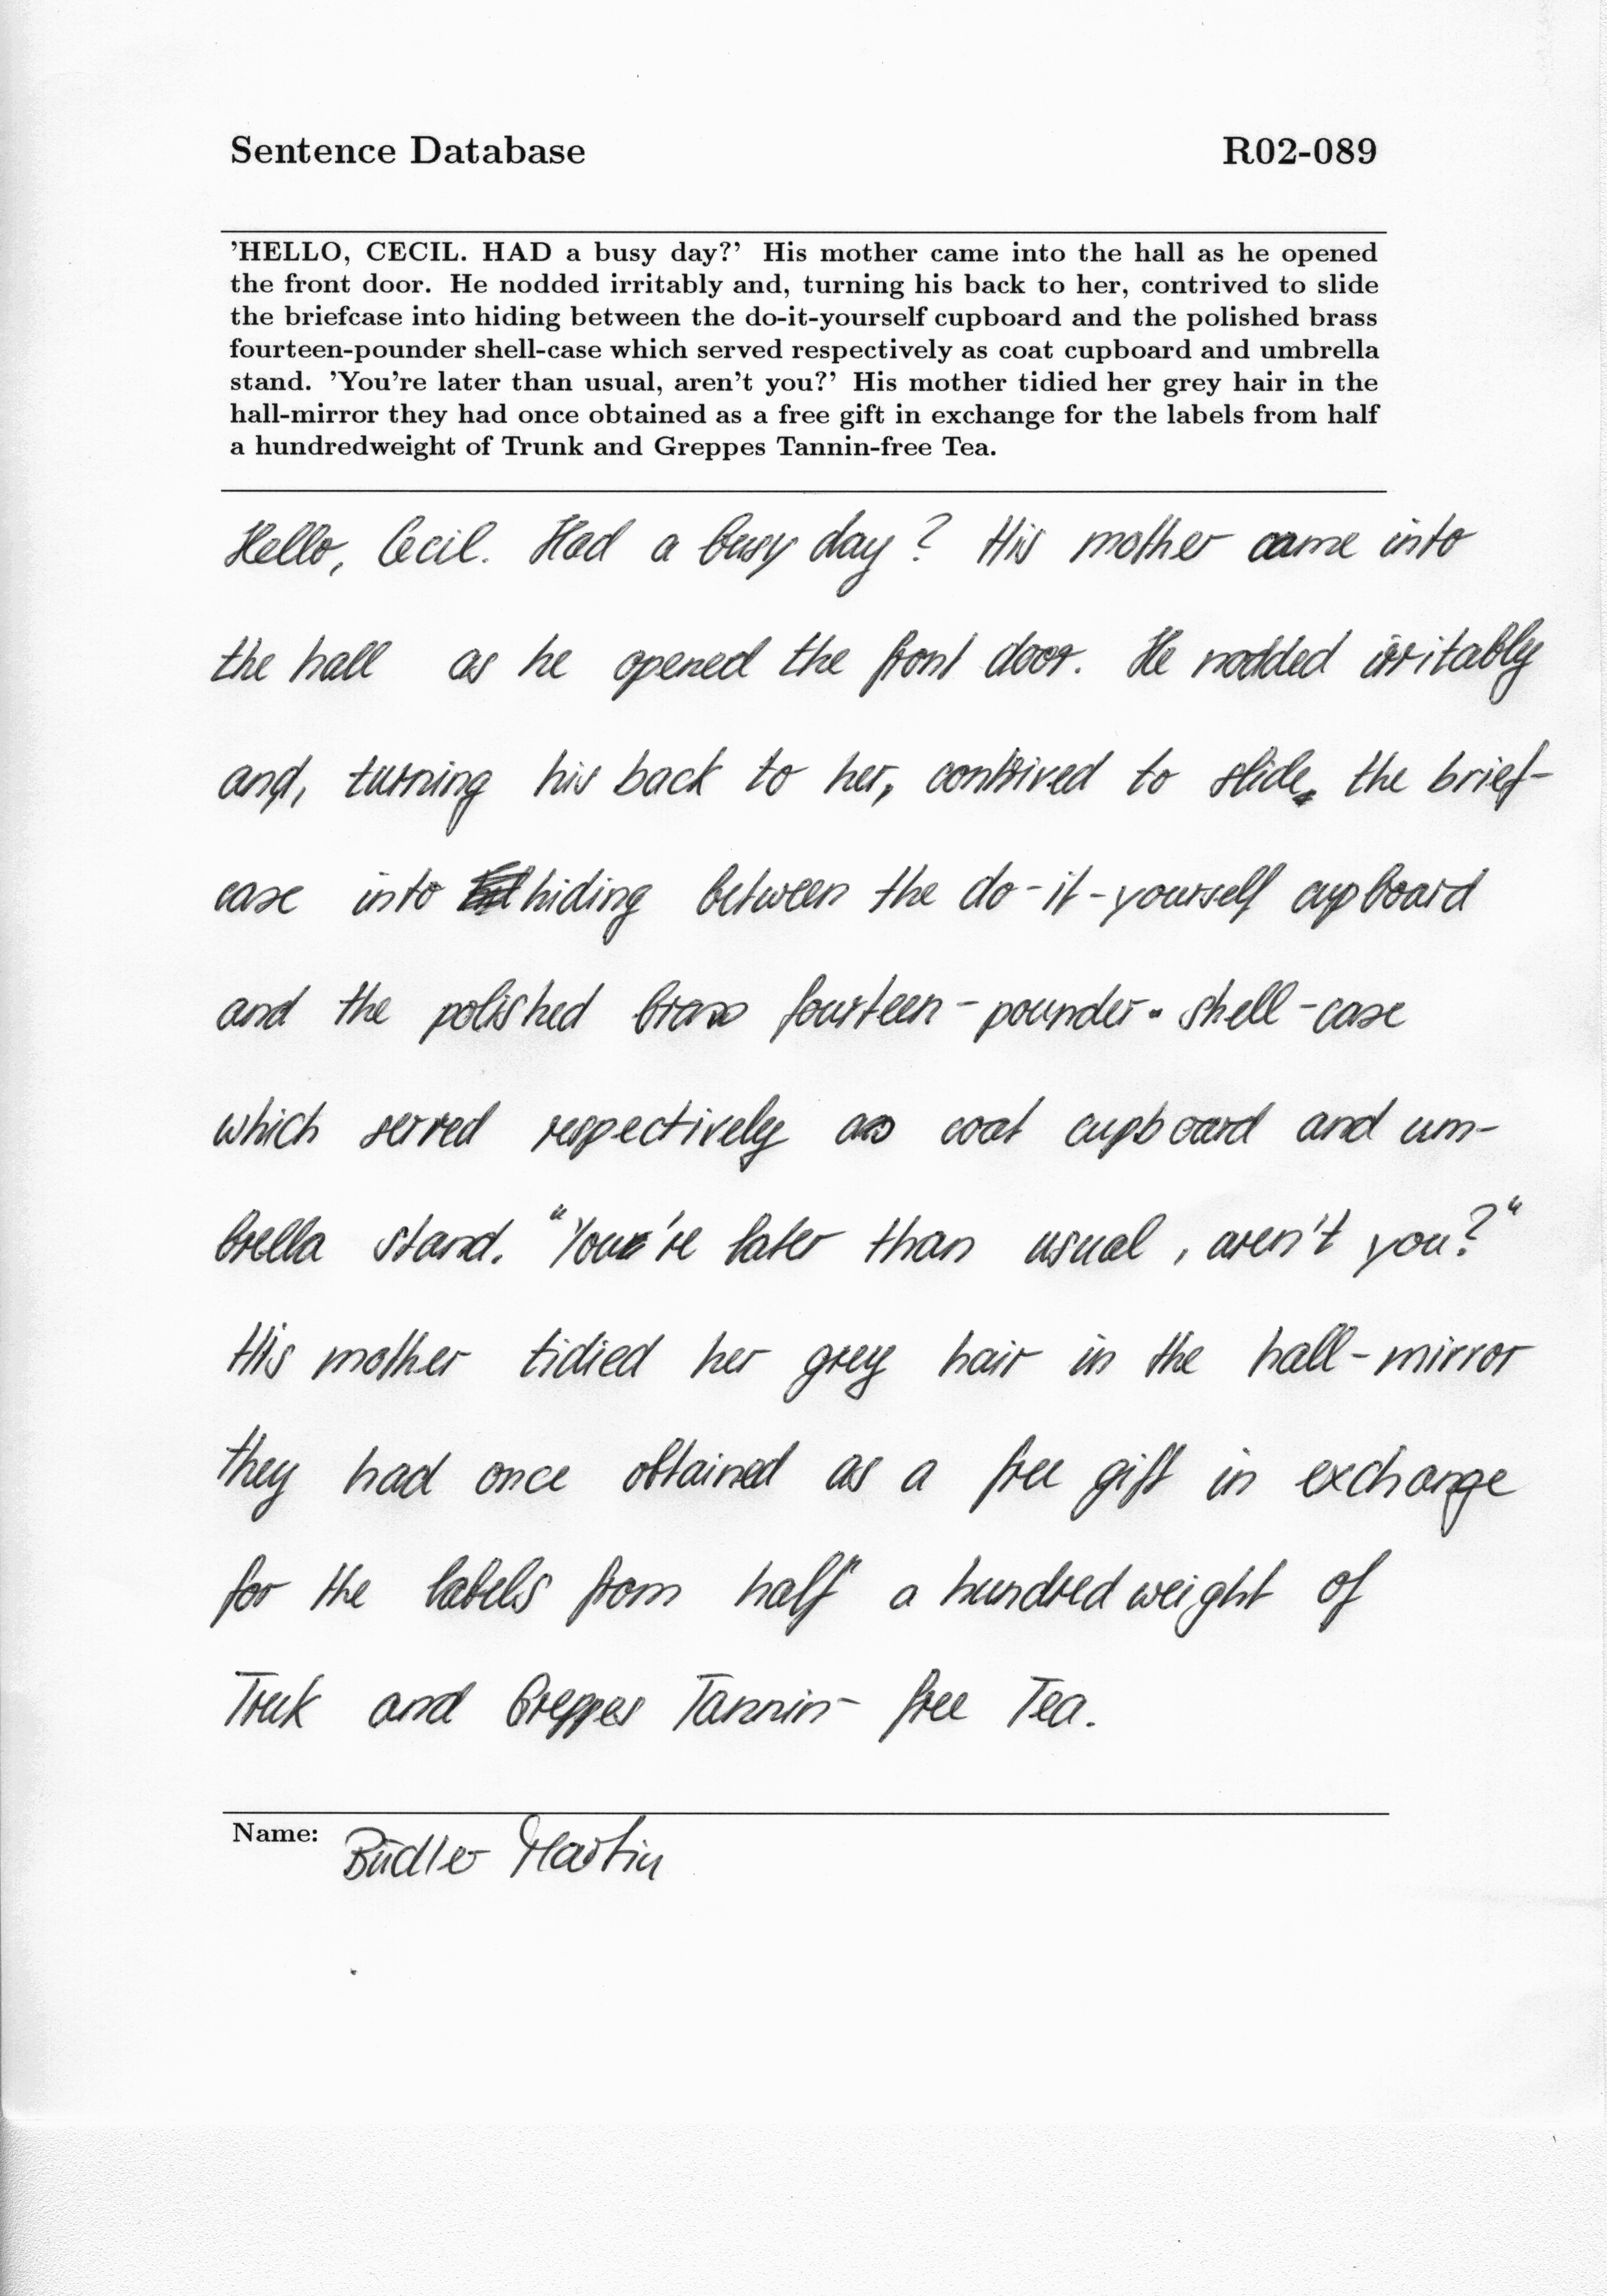 Sentence Database R02-089
'HELLO, CECIL. HAD a busy day?' His mother came into the hall as he opened
the front door. He nodded irritably and, turning his back to her, contrived to slide
the briefcase into hiding between the do-it-yourself cupboard and the polished brass
fourteen-pounder shell-case which served respectively as coat cupboard and umbrella
stand. 'You're later than usual, aren't you?' His mother tidied her grey hair in the
hall-mirror they had once obtained as a free gift in exchange for the labels from half
a hundredweight of Trunk and Greppes Tannin-free Tea.
Hello, Cecil. Had a busy day? His mother came into
the hall as he opened the front door. He nodded irritably
and, turning his back to her, contrived to slide the brief-
case into hiding between the do-it-yourself cupboard
and the polished brass fourteen-pounder-shell-case
which served respectively as coat cupboard and um-
brella stand. "You're later than usual, aren't you?"
His mother tidied her grey hair in the hall-mirror
they had once obtained as a free gift in exchange
for the labels from half a hundredweight of
Truk and Greppes Tannin-free Tea.
Name: Büdler Martin